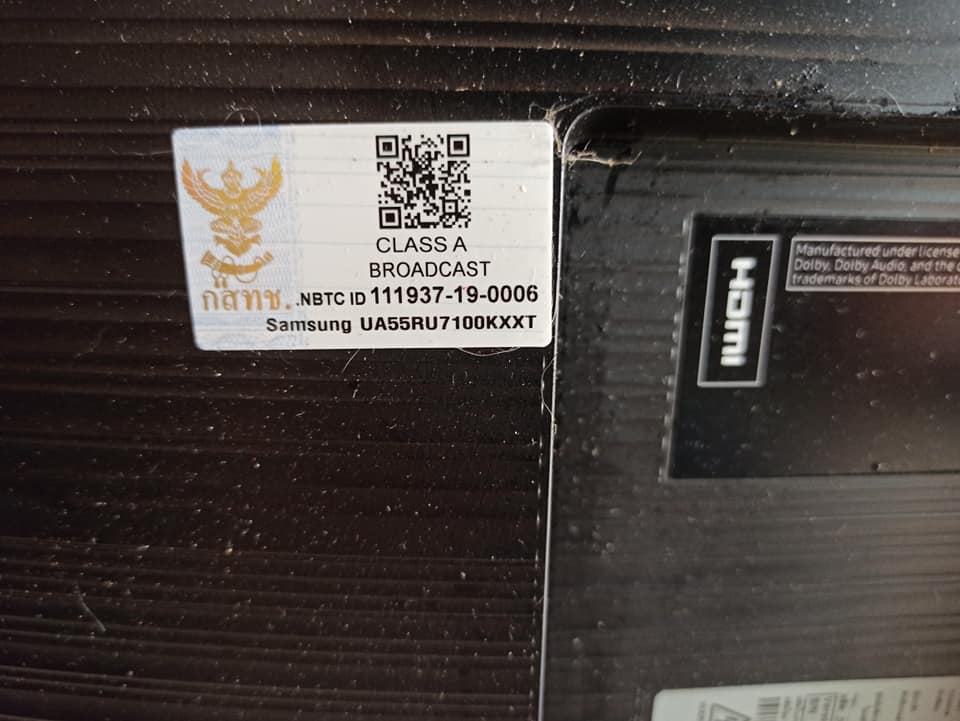 CLASS A
BROADCAST
กสทช. NBTC ID 111937-19-0006
Samsung UA55RU7100KXXT
HDMI
Manufactured under license
Dolby, Dolby Audio, and the
trademarks of Dolby